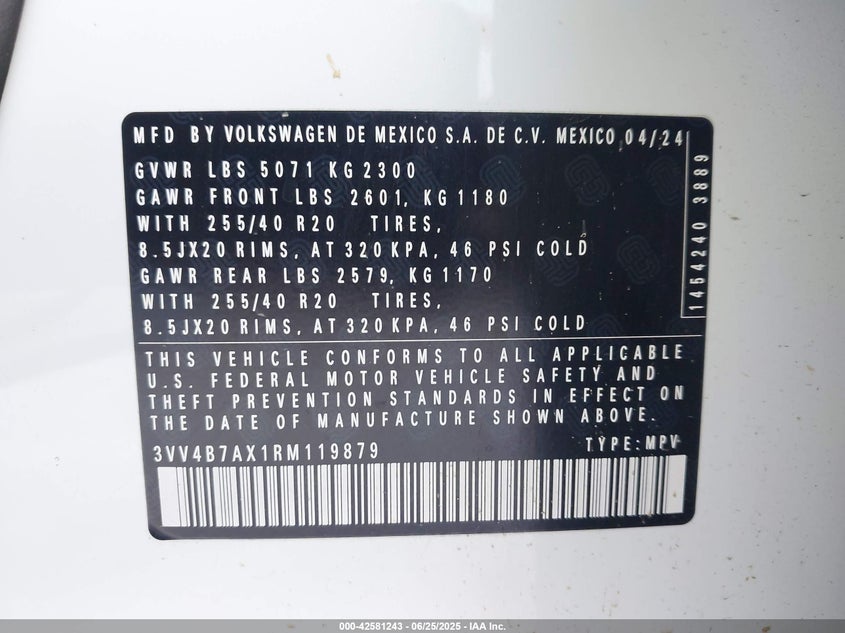 MFD BY VOLKSWAGEN DE MEXICO S.A. DE C.V. MEXICO 04/24
GVWR LBS 5071 KG 2300
GAWR FRONT LBS 2601, KG 1180
WITH 255/40 R20 TIRES,
8.5JX20 RIMS, AT 320 KPA, 46 PSI COLD
GAWR REAR LBS 2579, KG 1170
WITH 255/40 R20 TIRES,
8.5JX20 RIMS, AT 320 KPA, 46 PSI COLD
1454240 3889
THIS VEHICLE CONFORMS TO ALL APPLICABLE
U.S. FEDERAL MOTOR VEHICLE SAFETY AND
THEFT PREVENTION STANDARDS IN EFFECT ON
THE DATE OF MANUFACTURE SHOWN ABOVE.
3VV4B7AX1RM119879 TYPE: MPV
000-42581243 - 06/25/2025 - IAA Inc.